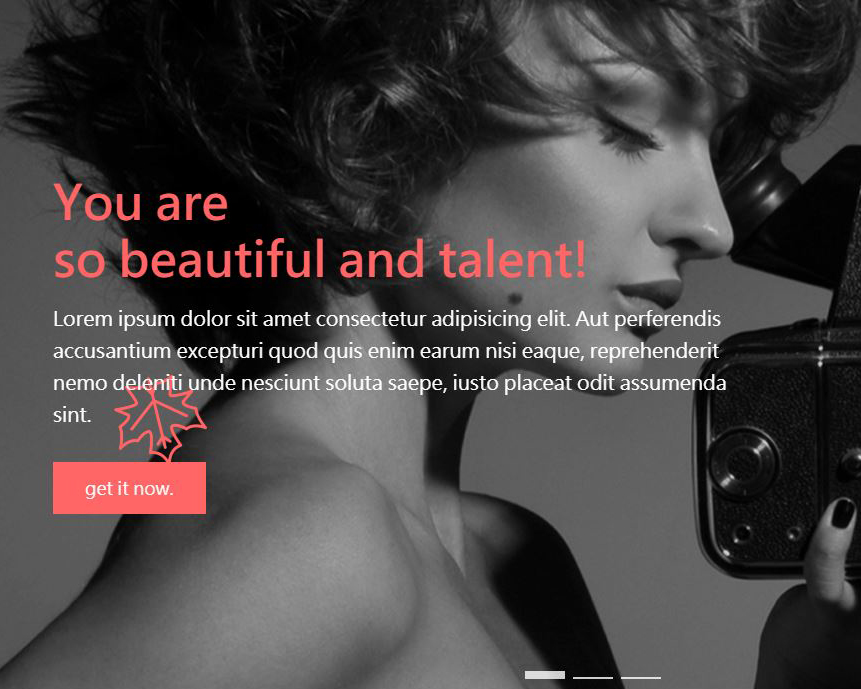 You are
so beautiful and talent!
Lorem ipsum dolor sit amet consectetur adipisicing elit. Aut perferendis
accusantium excepturi quod quis enim earum nisi eaque, reprehenderit
nemo deleniti unde nesciunt soluta saepe, iusto placeat odit assumenda
sint.
get it now.